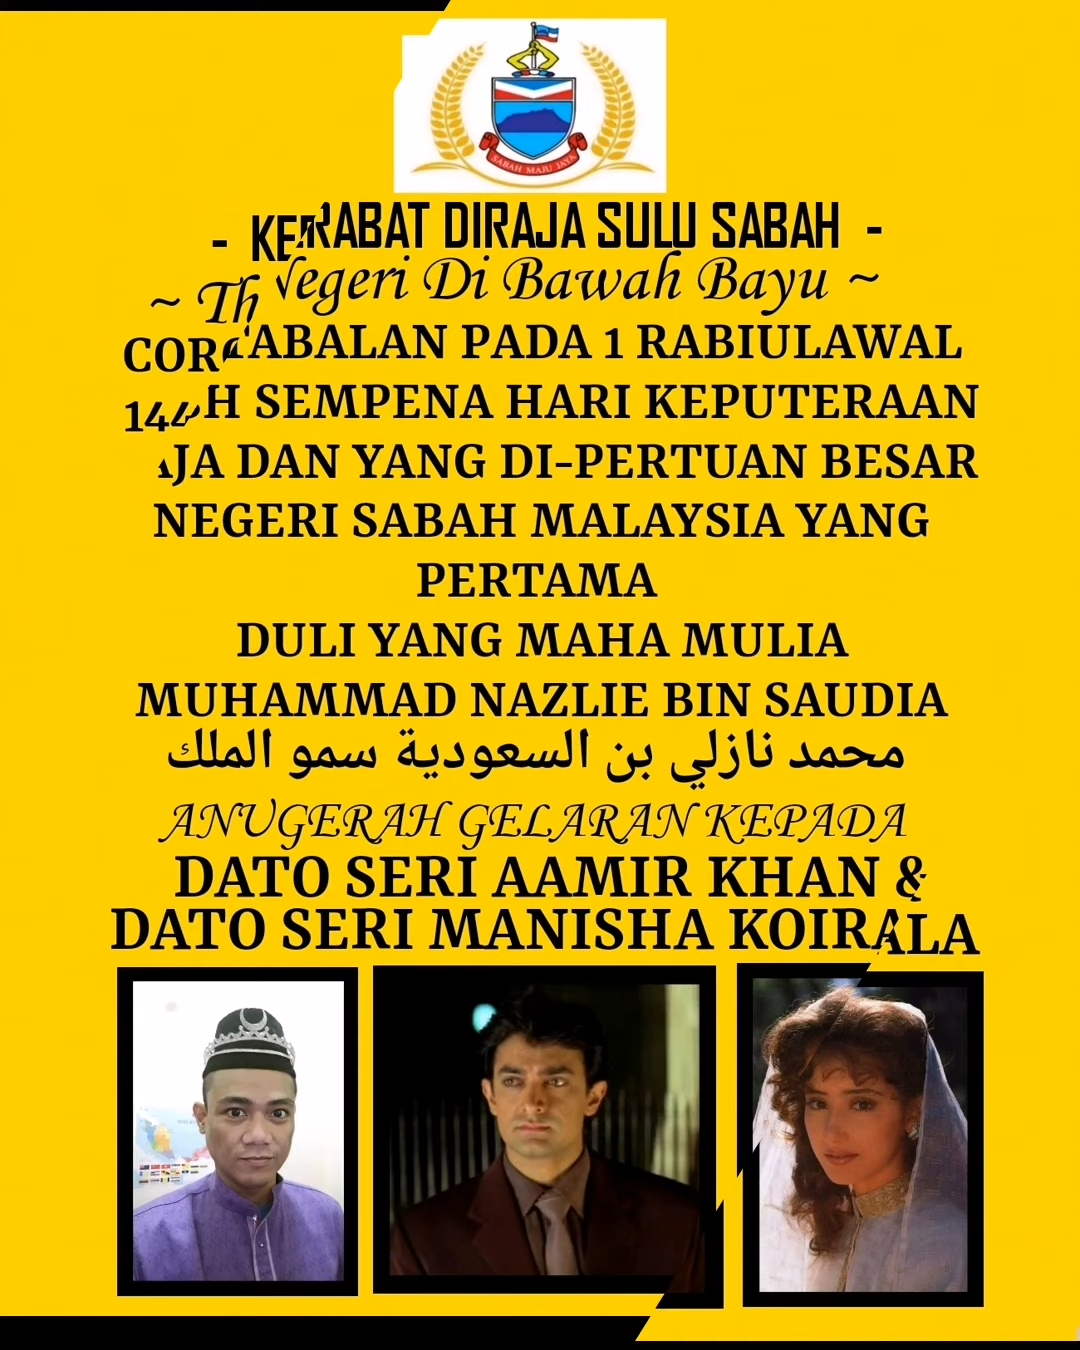 SABAH MAJU JAYA
- KERABAT DIRAJA SULU SABAH -
Negeri Di Bawah Bayu ~
PADA 1 RABIULAWAL
SEMPENA HARI KEPUTERAAN
DAN YANG DI-PERTUAN BESAR
NEGERI SABAH MALAYSIA YANG
PERTAMA
DULI YANG MAHA MULIA
MUHAMMAD NAZLIE BIN SAUDIA
محمد نازلي بن السعودية سمو الملك
ANUGERAH GELARAN KEPADA
DATO SERI AAMIR KHAN &
DATO SERI MANISHA KOIRALA